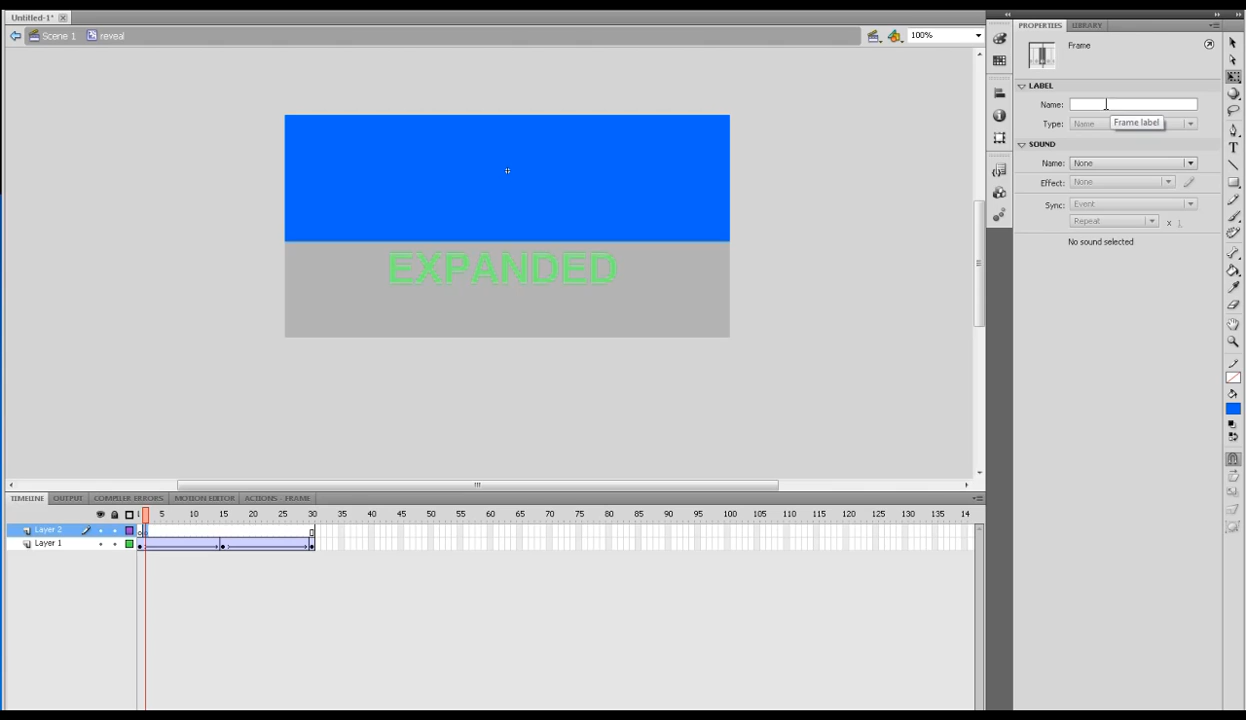 Untitled-1*
Scene 1 reveal 100%
PROPERTIES LIBRARY
Frame
LABEL
Name:
Frame label
Type: Name
SOUND
Name: None
Effect: None
Sync: Event
Repeat x 1
No sound selected
EXPANDED
TIMELINE OUTPUT COMPILER ERRORS MOTION EDITOR ACTIONS - FRAME
1 5 10 15 20 25 30 35 40 45 50 55 60 65 70 75 80 85 90 95 100 105 110 115 120 125 130 135 14
Layer 2
Layer 1